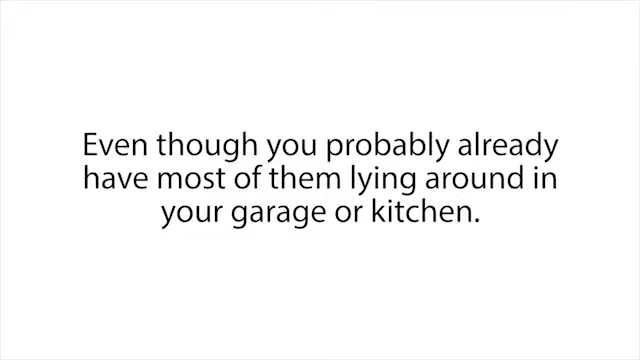 Even though you probably already
have most of them lying around in
your garage or kitchen.